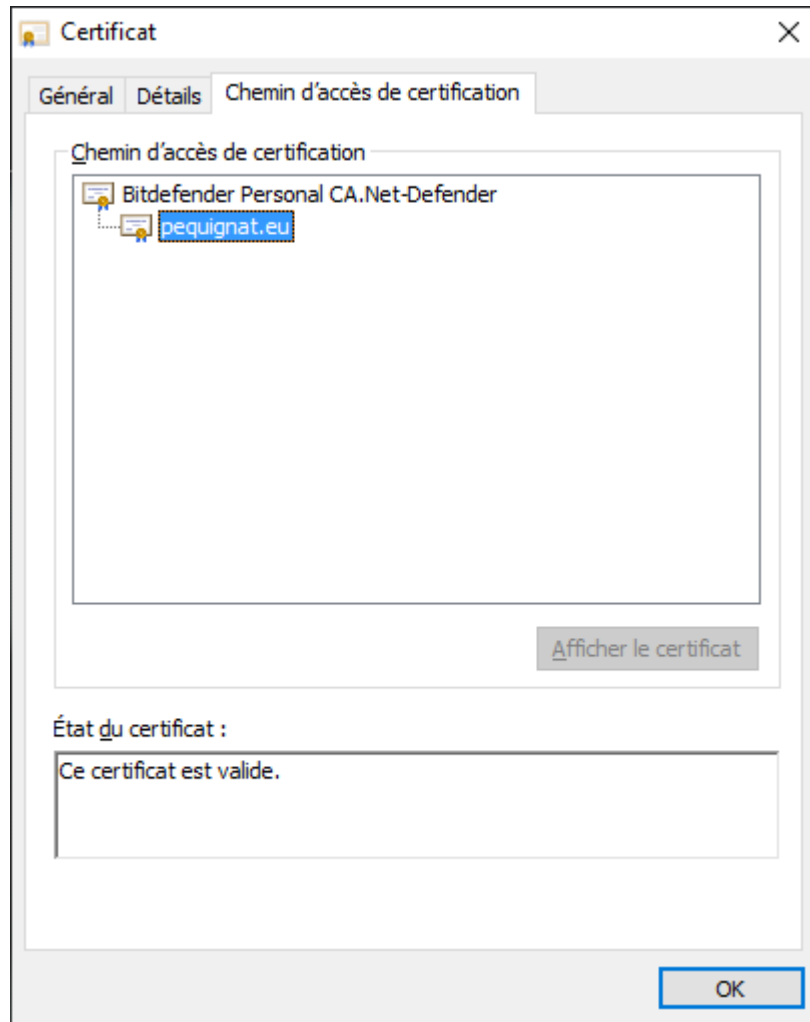 Certificat
Général Détails Chemin d’accès de certification
Chemin d’accès de certification
Bitdefender Personal CA.Net-Defender
pequignat.eu
Afficher le certificat
État du certificat :
Ce certificat est valide.
OK